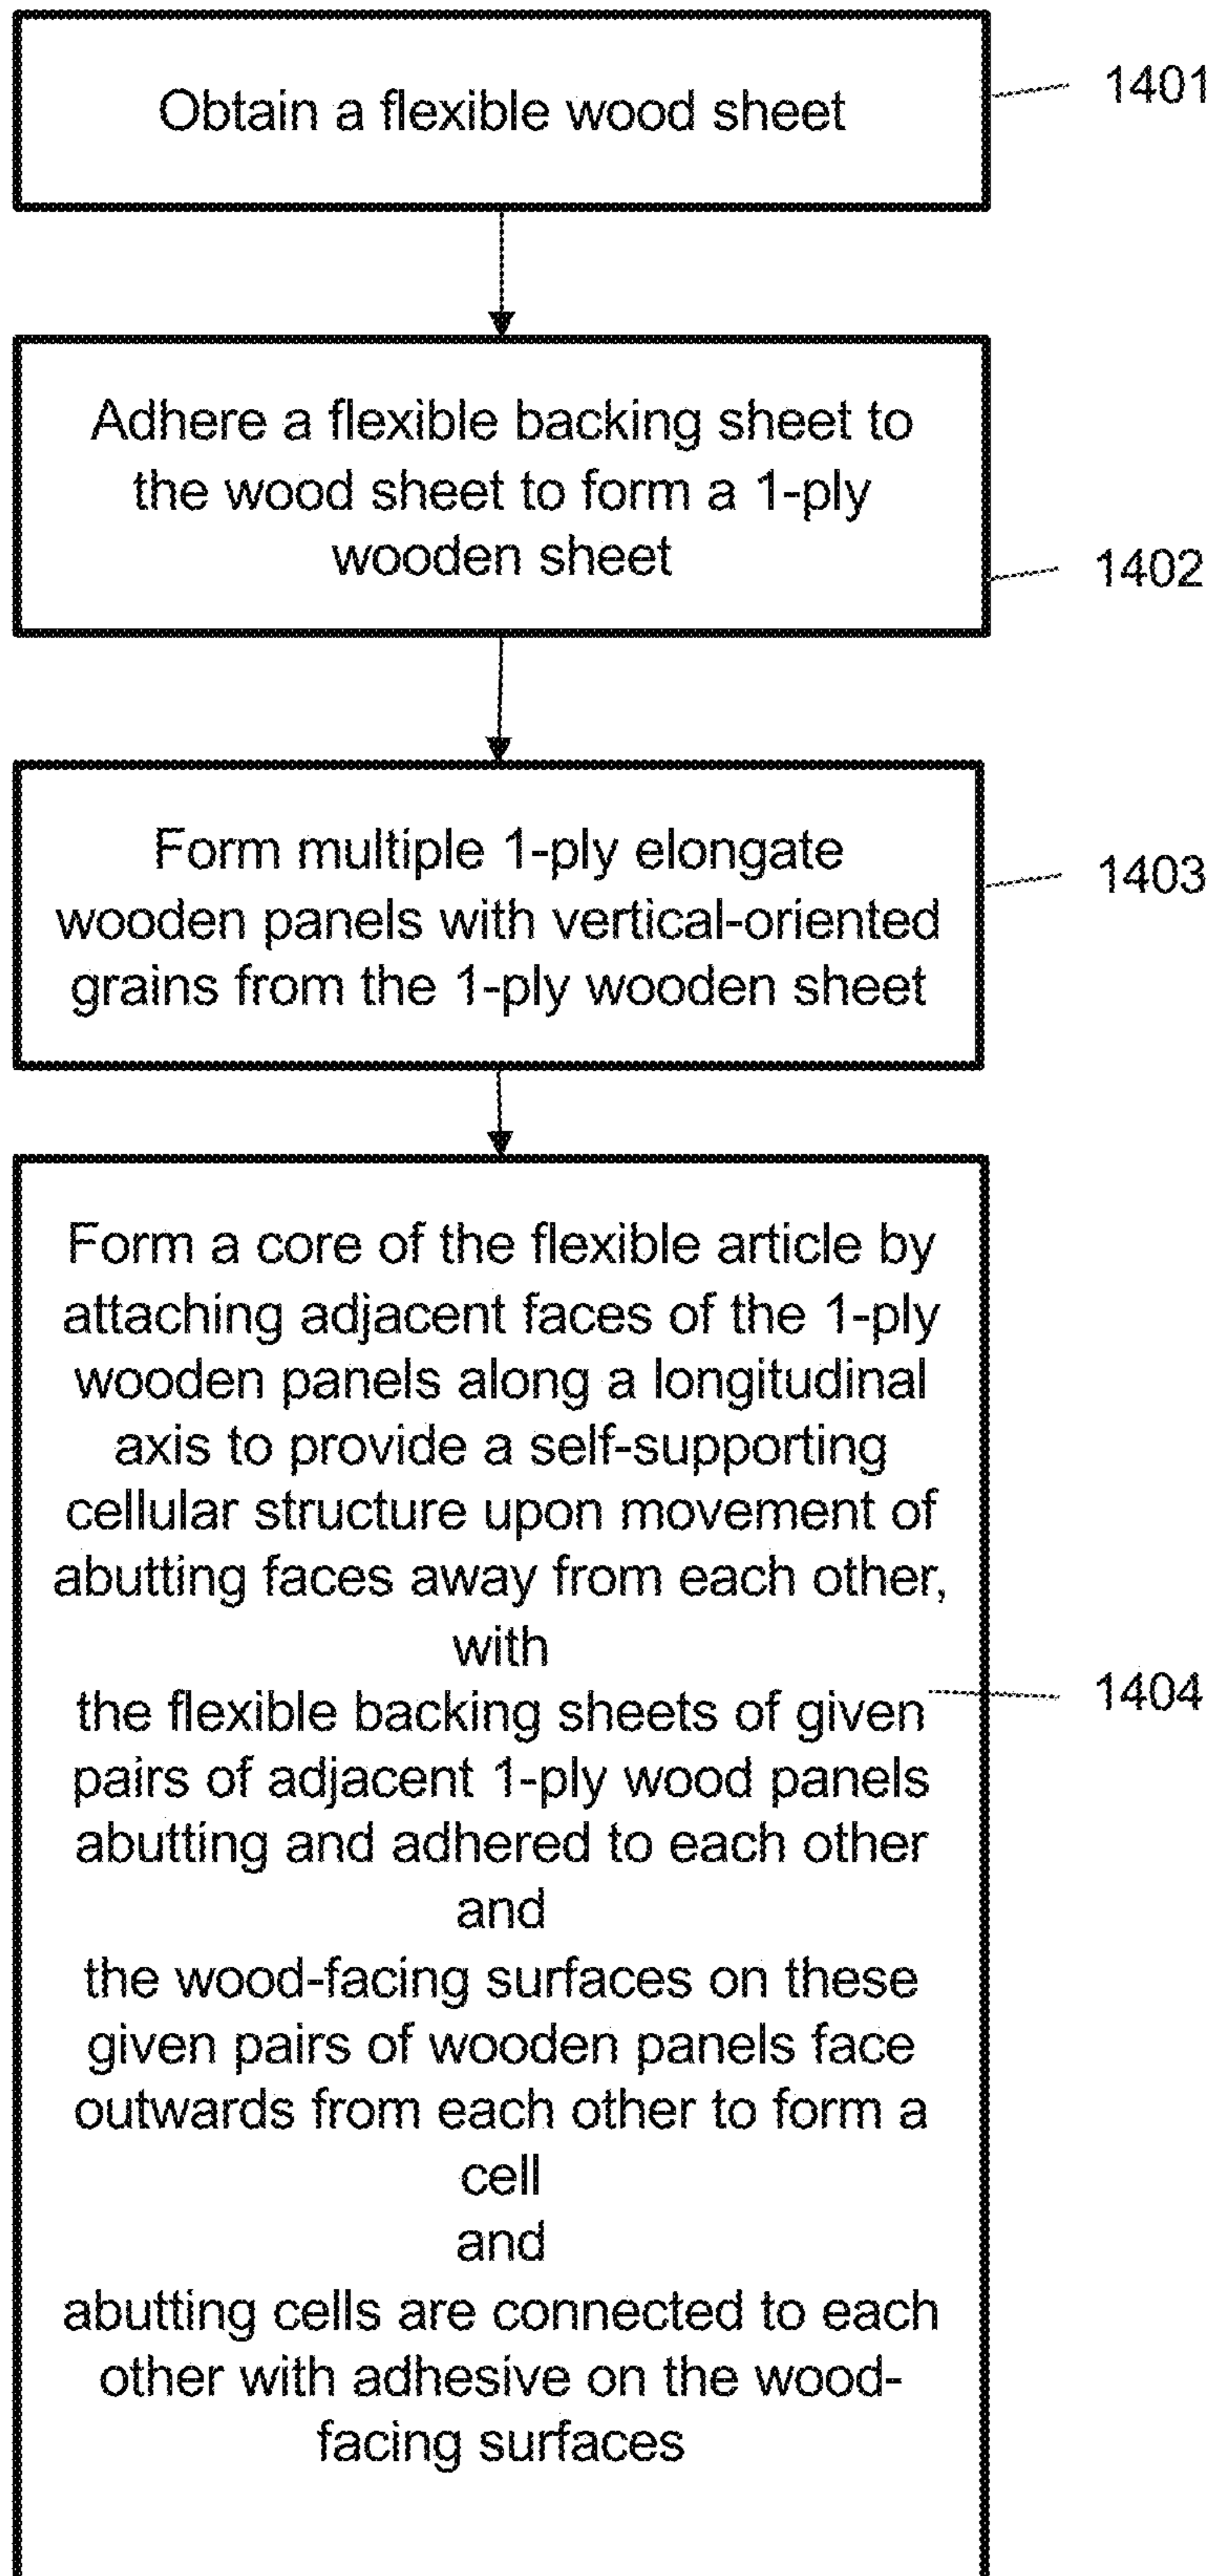 Obtain a flexible wood sheet
1401
Adhere a flexible backing sheet to
the wood sheet to form a 1-ply
wooden sheet
1402
Form multiple 1-ply elongate
wooden panels with vertical-oriented
grains from the 1-ply wooden sheet
1403
Form a core of the flexible article by
attaching adjacent faces of the 1-ply
wooden panels along a longitudinal
axis to provide a self-supporting
cellular structure upon movement of
abutting faces away from each other,
with
the flexible backing sheets of given
pairs of adjacent 1-ply wood panels
abutting and adhered to each other
and
the wood-facing surfaces on these
given pairs of wooden panels face
outwards from each other to form a
cell
and
abutting cells are connected to each
other with adhesive on the wood-
facing surfaces
1404